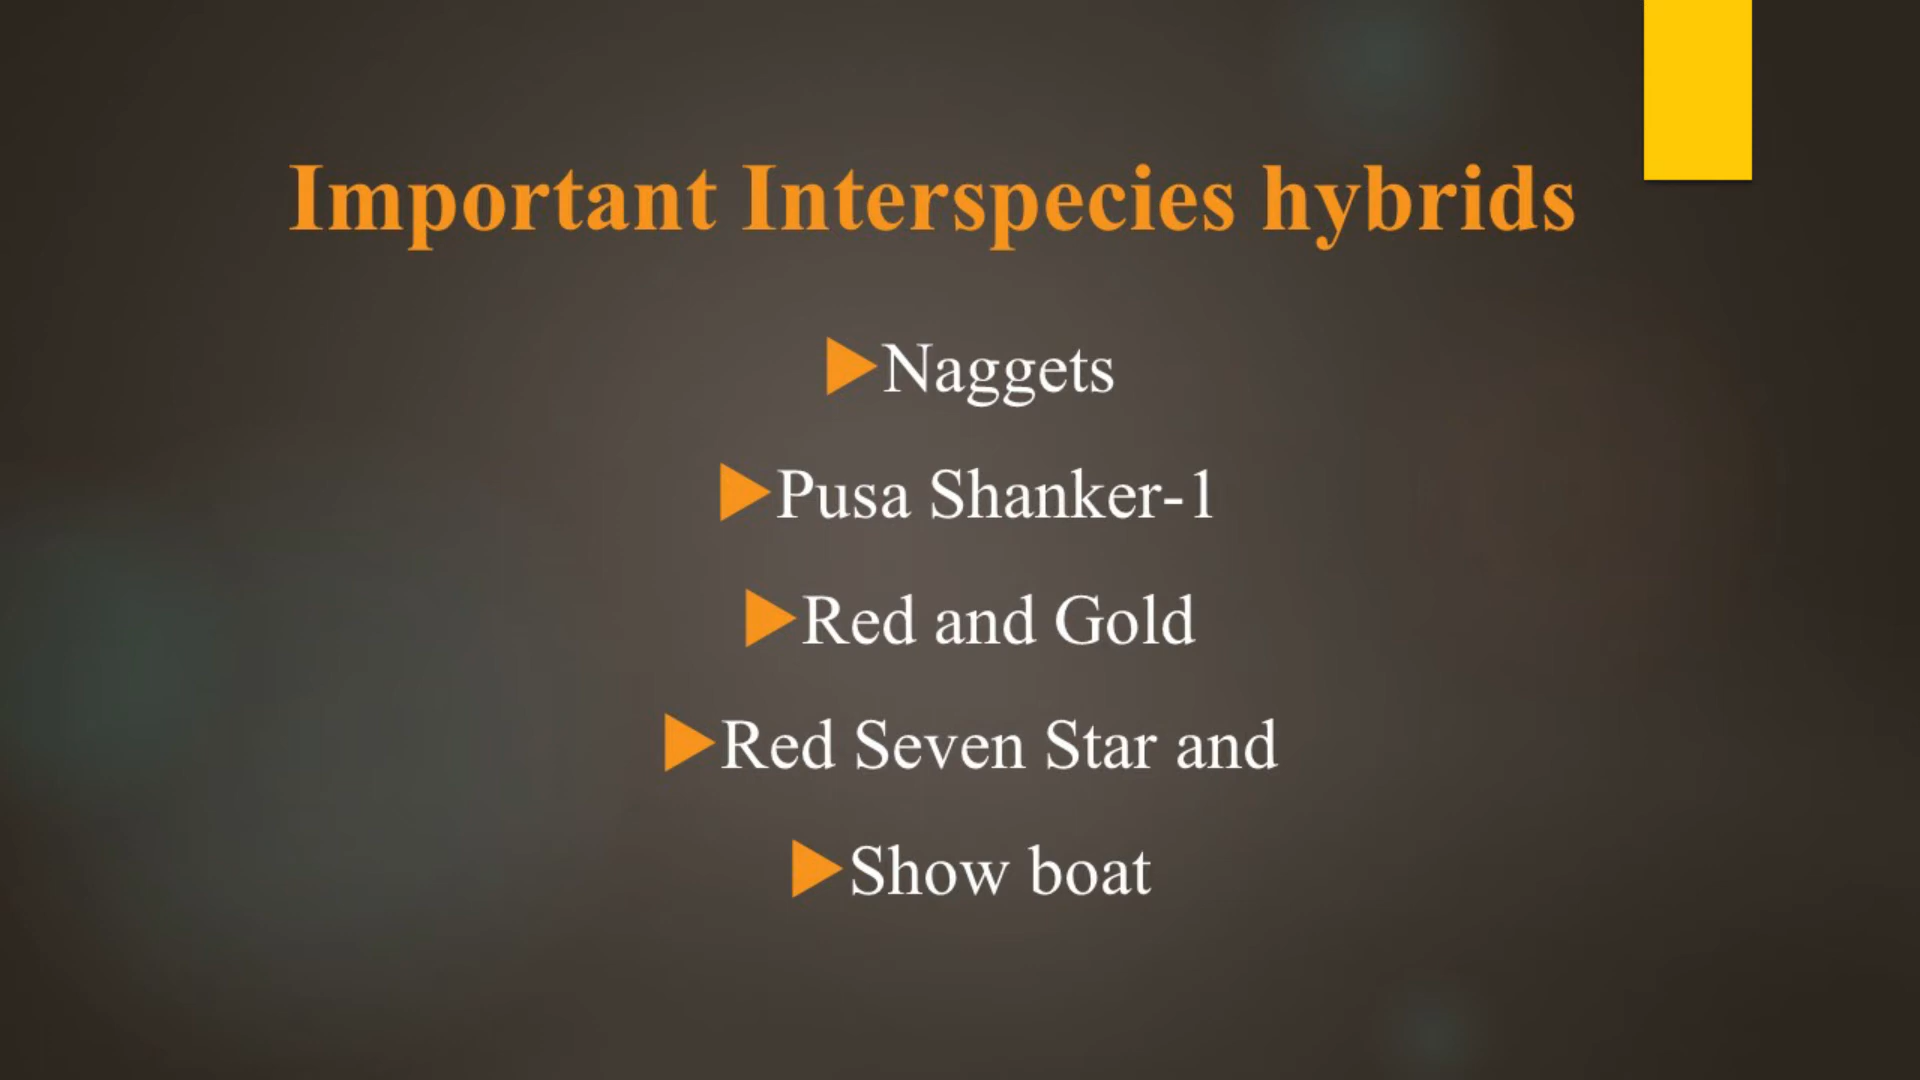 Important Interspecies hybrids
Naggets
Pusa Shanker-1
Red and Gold
Red Seven Star and
Show boat